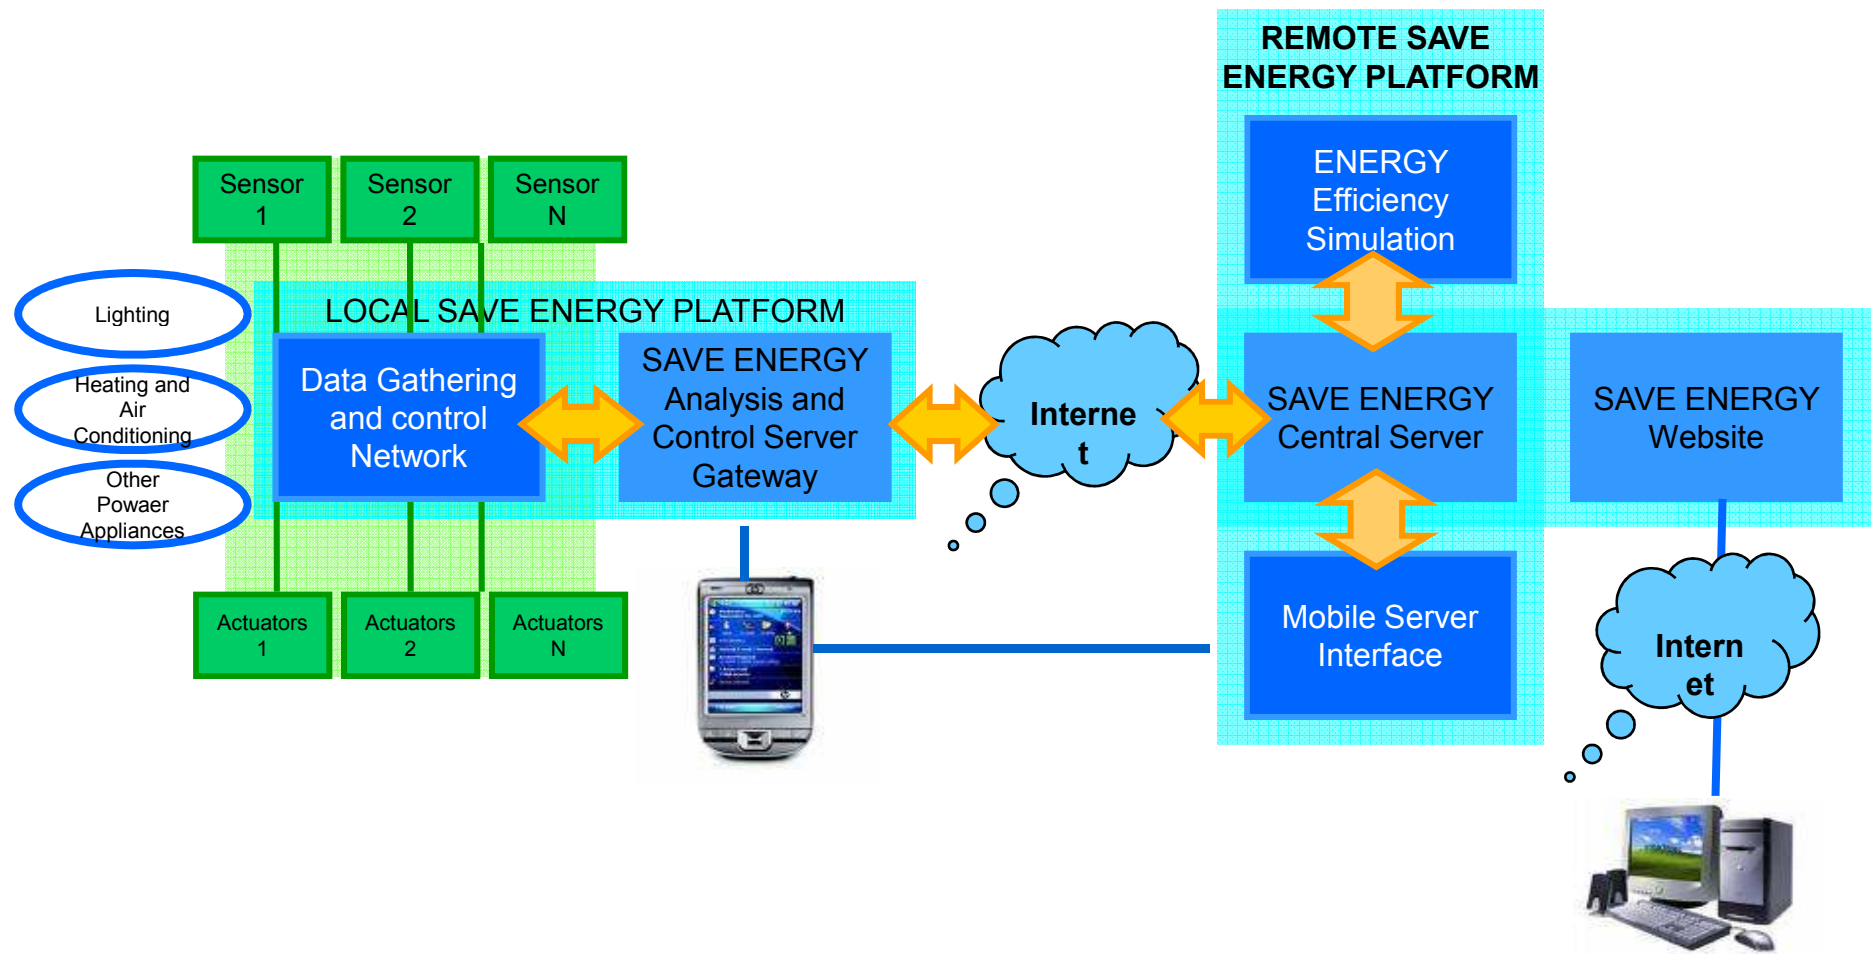 REMOTE SAVE
ENERGY PLATFORM
ENERGY
Efficiency
Simulation
Sensor
1
Sensor
2
Sensor
N
Lighting
Heating and
Air
Conditioning
Other
Powaer
Appliances
LOCAL SAVE ENERGY PLATFORM
Data Gathering
and control
Network
SAVE ENERGY
Analysis and
Control Server
Gateway
Interne
t
SAVE ENERGY
Central Server
SAVE ENERGY
Website
Actuators
1
Actuators
2
Actuators
N
Mobile Server
Interface
Intern
et